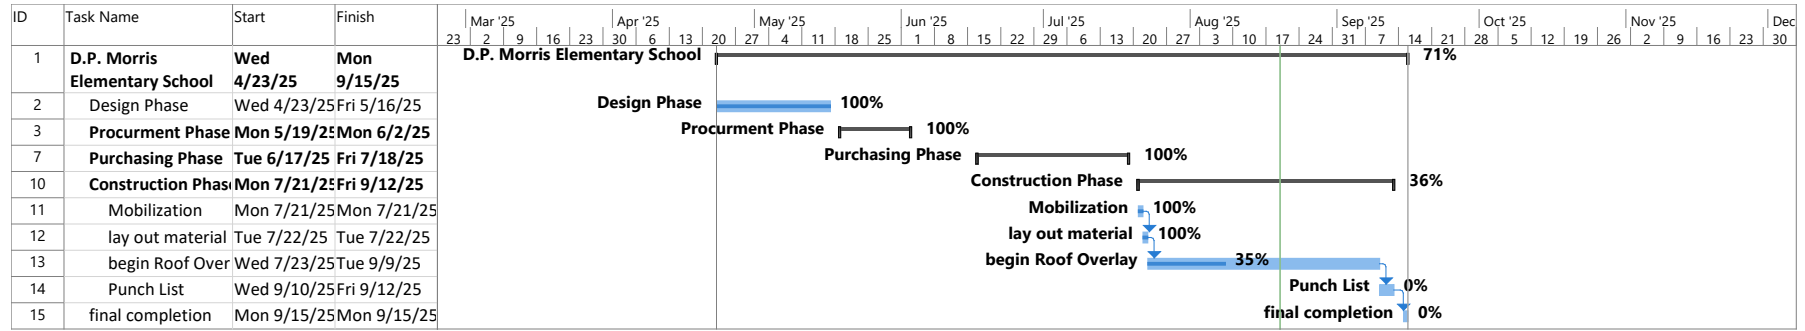 ID Task Name Start Finish Mar '25 Apr '25 May '25 Jun '25 Jul '25 Aug '25 Sep '25 Oct '25 Nov '25 Dec
23 2 9 16 23 30 6 13 20 27 4 11 18 25 1 8 15 22 29 6 13 20 27 3 10 17 24 31 7 14 21 28 5 12 19 26 2 9 16 23 30
1 D.P. Morris Wed Mon D.P. Morris Elementary School 71%
Elementary School 4/23/25 9/15/25
2 Design Phase Wed 4/23/25 Fri 5/16/25 Design Phase 100%
3 Procurment Phase Mon 5/19/25 Mon 6/2/25 Procurment Phase 100%
7 Purchasing Phase Tue 6/17/25 Fri 7/18/25 Purchasing Phase 100%
10 Construction Phase Mon 7/21/25 Fri 9/12/25 Construction Phase 36%
11 Mobilization Mon 7/21/25 Mon 7/21/25 Mobilization 100%
12 lay out material Tue 7/22/25 Tue 7/22/25 lay out material 100%
13 begin Roof Over Wed 7/23/25 Tue 9/9/25 begin Roof Overlay 35%
14 Punch List Wed 9/10/25 Fri 9/12/25 Punch List 0%
15 final completion Mon 9/15/25 Mon 9/15/25 final completion 0%